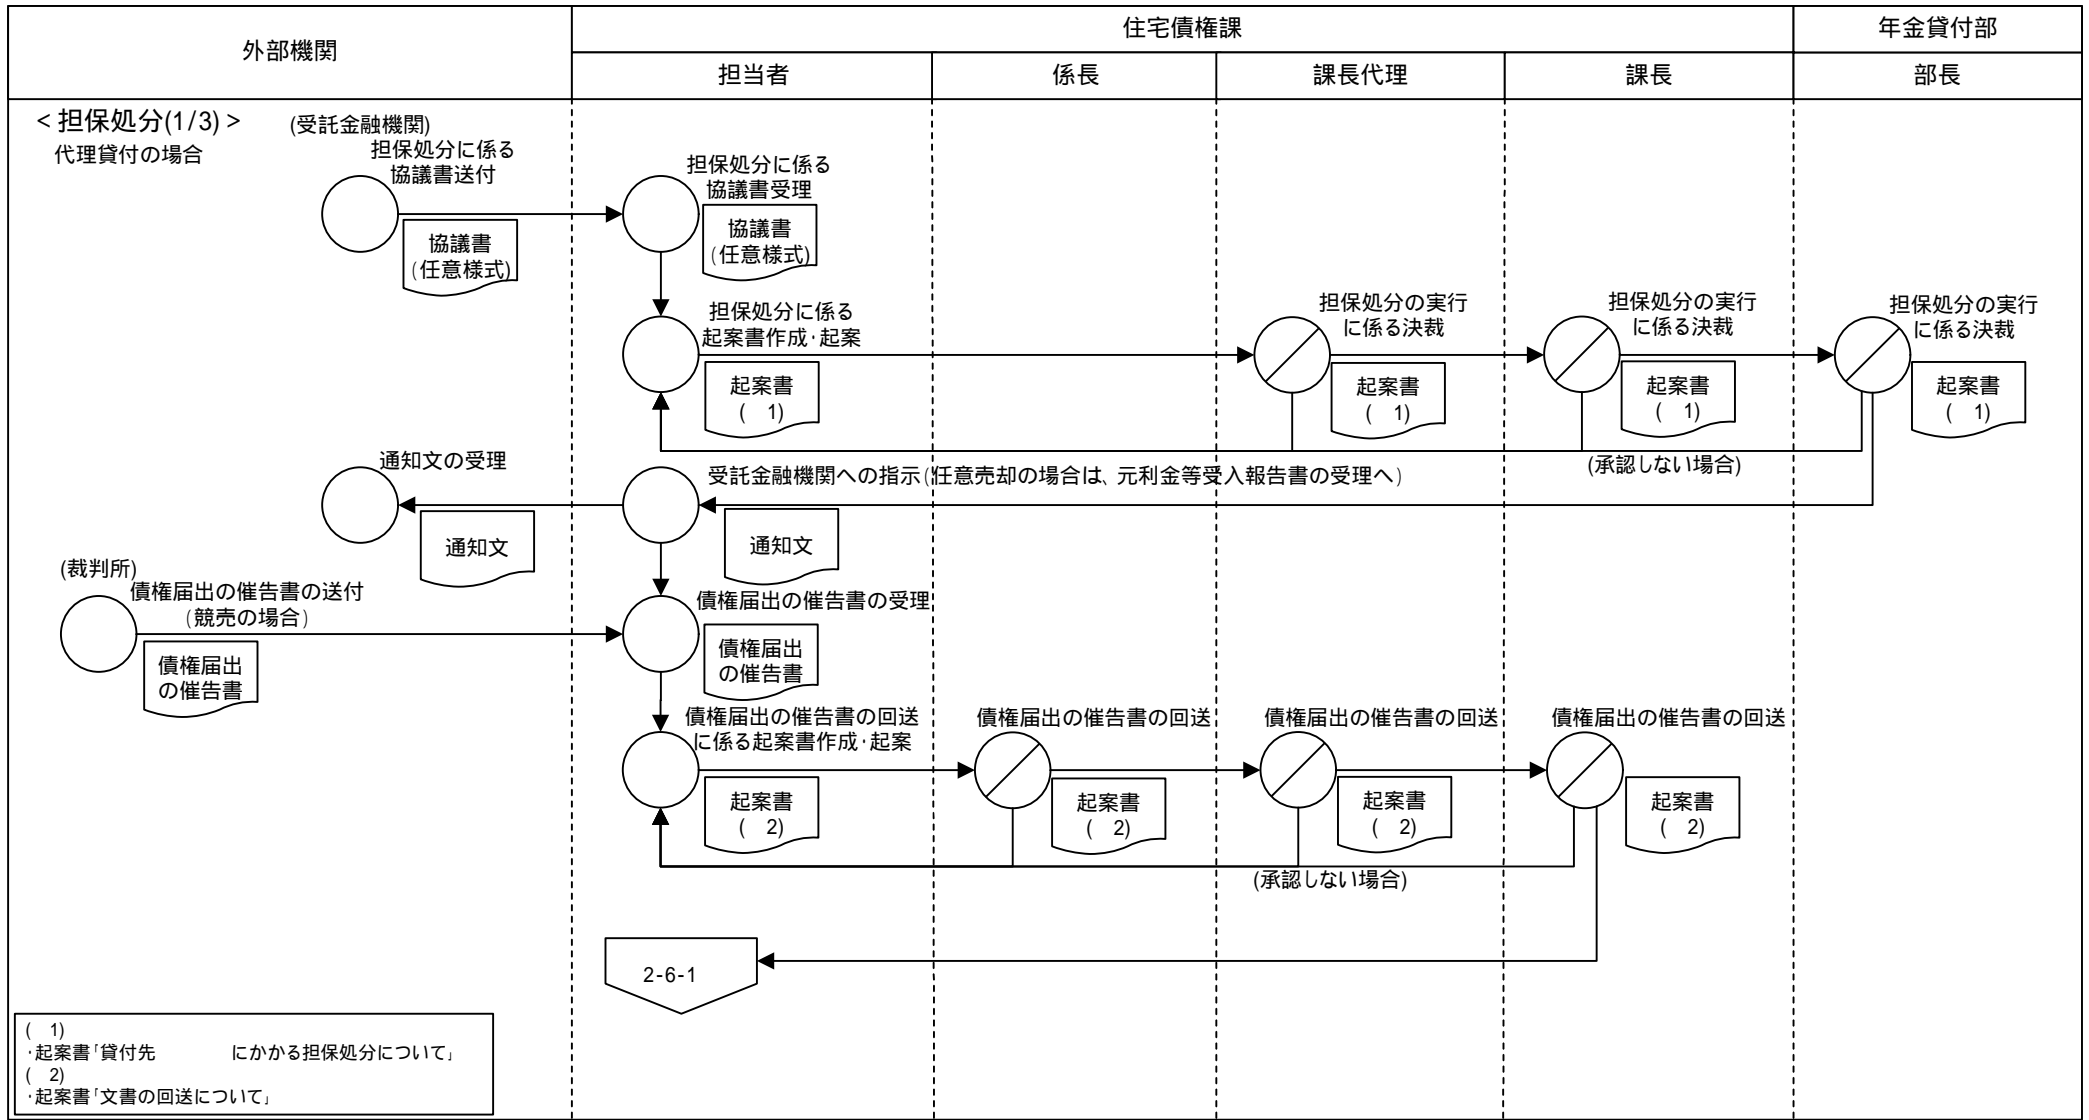 外部機関
住宅債権課
年金貸付部
担当者
係長
課長代理
課長
部長
<担保処分(1/3)>
代理貸付の場合
(受託金融機関)
担保処分に係る
協議書送付
協議書
(任意様式)
担保処分に係る
協議書受理
協議書
(任意様式)
担保処分に係る
起案書作成・起案
起案書
( 1)
担保処分の実行
に係る決裁
起案書
( 1)
担保処分の実行
に係る決裁
起案書
( 1)
担保処分の実行
に係る決裁
起案書
( 1)
(承認しない場合)
通知文の受理
通知文
受託金融機関への指示(任意売却の場合は、元利金等受入報告書の受理へ)
通知文
(裁判所)
債権届出の催告書の送付
(競売の場合)
債権届出
の催告書
債権届出の催告書の受理
債権届出
の催告書
債権届出の催告書の回送
に係る起案書作成・起案
起案書
( 2)
債権届出の催告書の回送
起案書
( 2)
債権届出の催告書の回送
起案書
( 2)
債権届出の催告書の回送
起案書
( 2)
(承認しない場合)
2-6-1
( 1)
・起案書「貸付先 にかかる担保処分について」
( 2)
・起案書「文書の回送について」